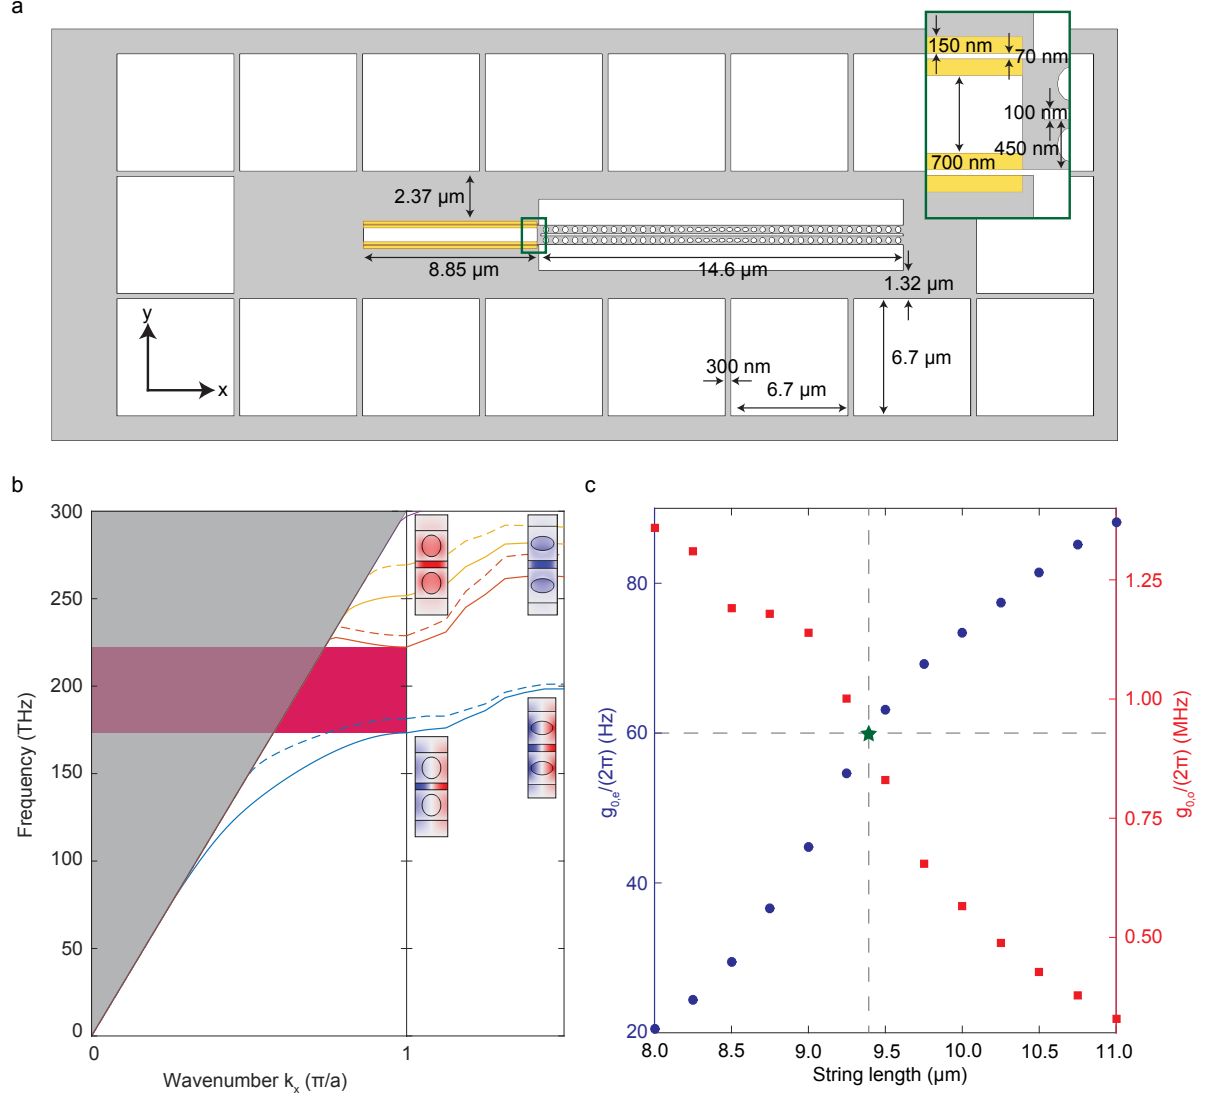 a
150 nm
70 nm
100 nm
450 nm
700 nm
2.37 μm
8.85 μm
14.6 μm
1.32 μm
y
x
300 nm
6.7 μm
6.7 μm
b
300
250
200
150
100
50
0
Frequency (THz)
0
1
Wavenumber kₓ (π/a)
c
80
60
40
20
g₀,ₑ/(2π) (Hz)
1.25
1.00
0.75
0.50
g₀,ₒ/(2π) (MHz)
8.0 8.5 9.0 9.5 10.0 10.5 11.0
String length (μm)